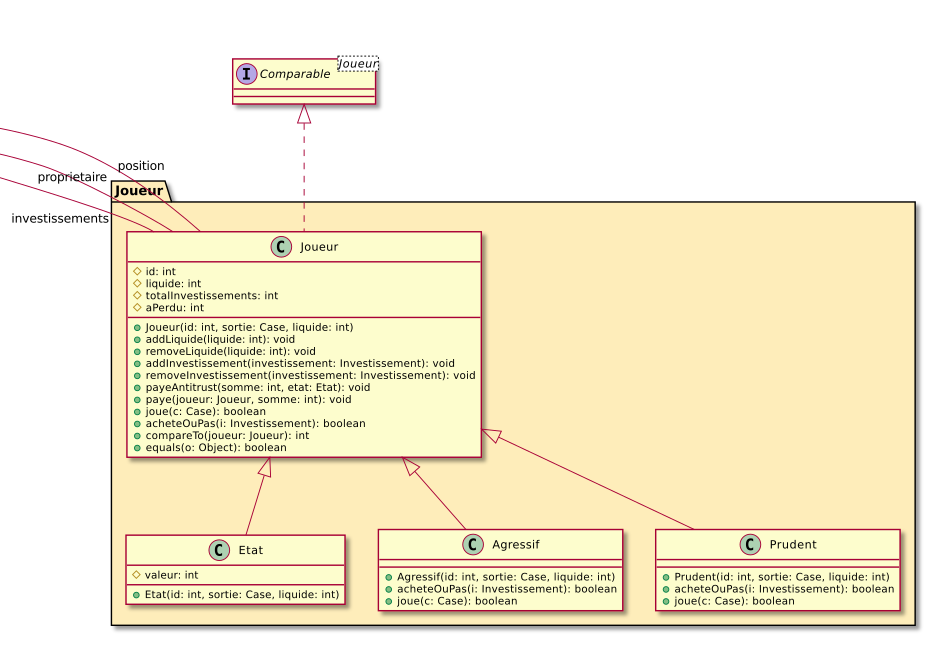 Joueur
I Comparable
position
proprietaire
Joueur
investissements
C Joueur
id: int
liquide: int
totalInvestissements: int
aPerdu: int
Joueur(id: int, sortie: Case, liquide: int)
addLiquide(liquide: int): void
removeLiquide(liquide: int): void
addInvestissement(investissement: Investissement): void
removeInvestissement(investissement: Investissement): void
payeAntitrust(somme: int, etat: Etat): void
paye(joueur: Joueur, somme: int): void
joue(c: Case): boolean
acheteOuPas(i: Investissement): boolean
compareTo(joueur: Joueur): int
equals(o: Object): boolean
C Etat
valeur: int
Etat(id: int, sortie: Case, liquide: int)
C Agressif
Agressif(id: int, sortie: Case, liquide: int)
acheteOuPas(i: Investissement): boolean
joue(c: Case): boolean
C Prudent
Prudent(id: int, sortie: Case, liquide: int)
acheteOuPas(i: Investissement): boolean
joue(c: Case): boolean